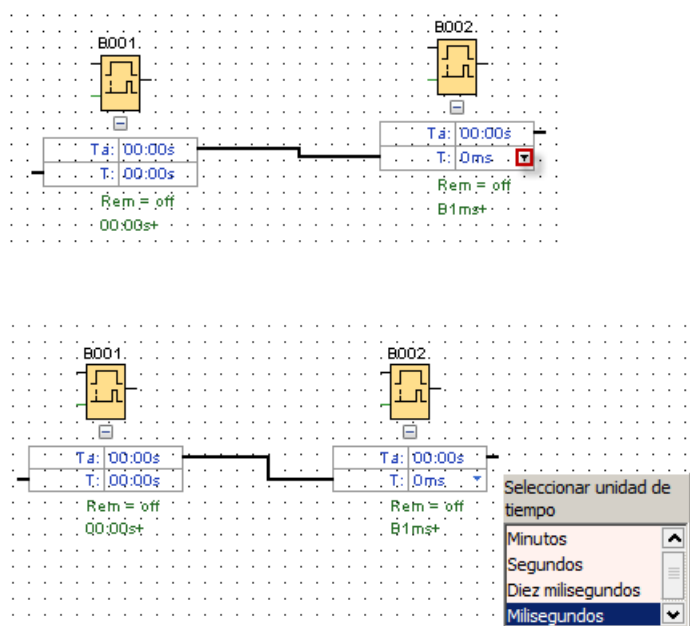 B001
B002
Ta: 00:00s
T: 00:00s
Rem = off
00:00s+
Ta: 00:00s
T: 0ms
Rem = off
B1ms+
B001
B002
Ta: 00:00s
T: 00:00s
Rem = off
00:00s+
Ta: 00:00s
T: 0ms
Rem = off
B1ms+
Seleccionar unidad de
tiempo
Minutos
Segundos
Diez milisegundos
Milisegundos